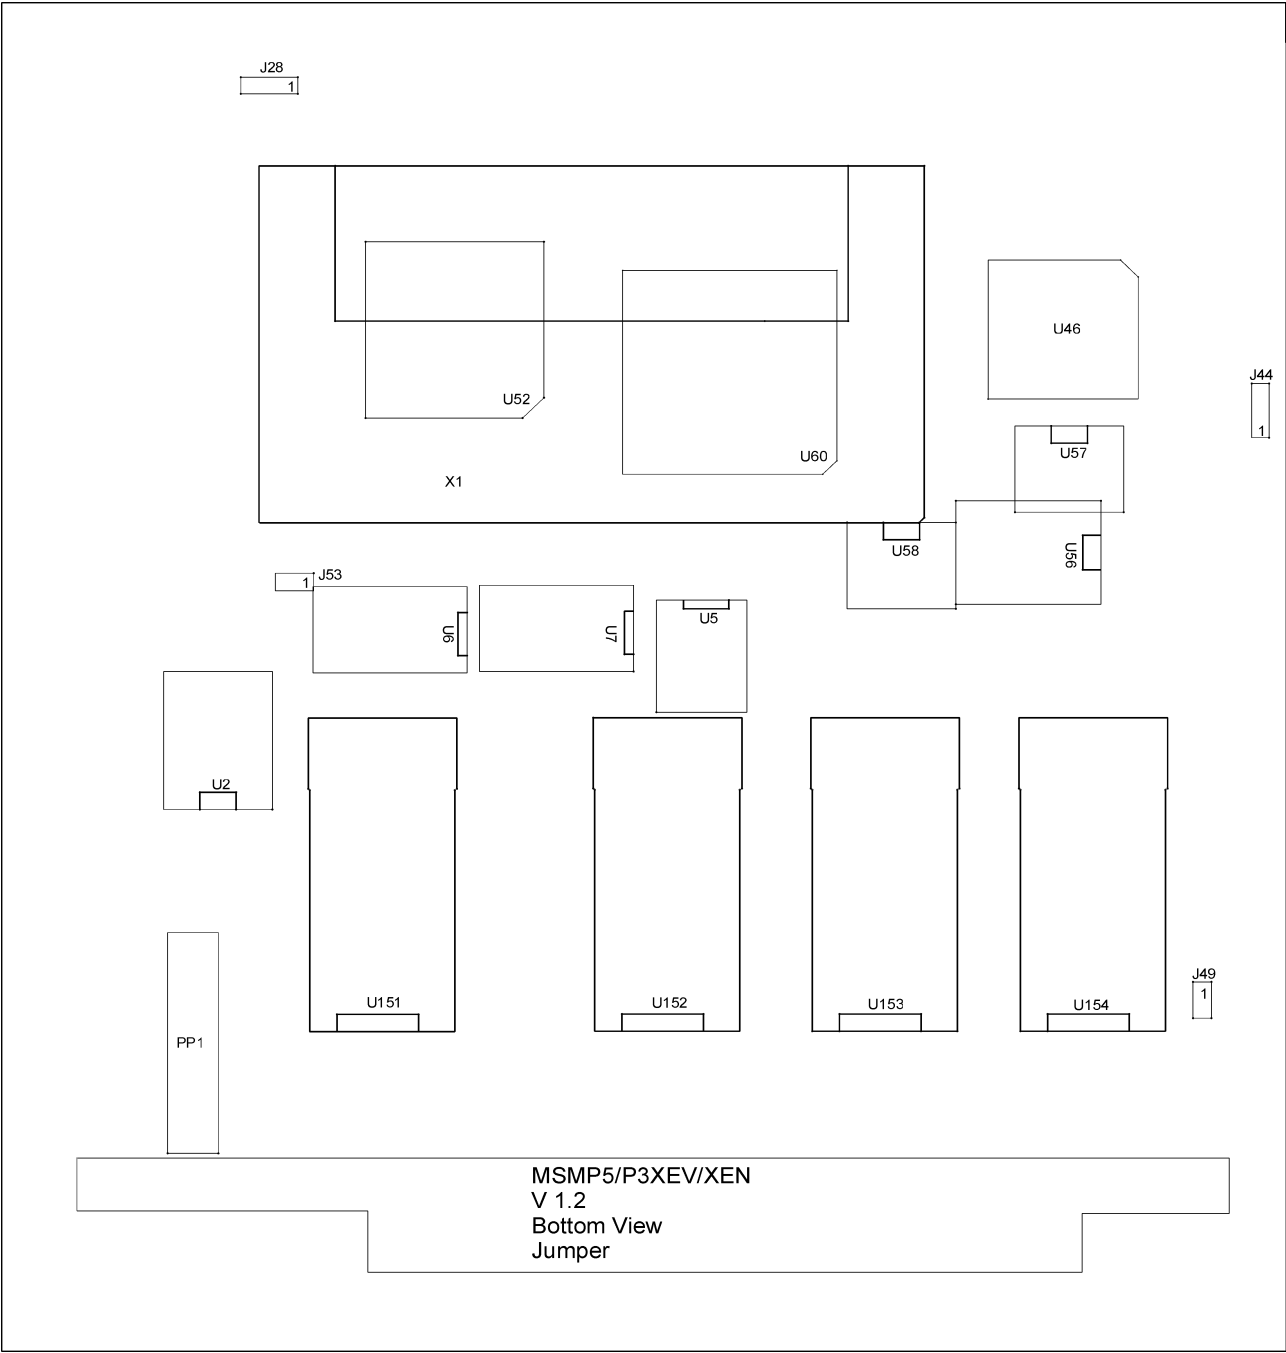 J28
1
U46
J44
1
U52
U57
U60
X1
U58
U56
J53
1
U6
U7
U5
U2
J49
1
U151
U152
U153
U154
PP1
MSMP5/P3XEV/XEN
V 1.2
Bottom View
Jumper